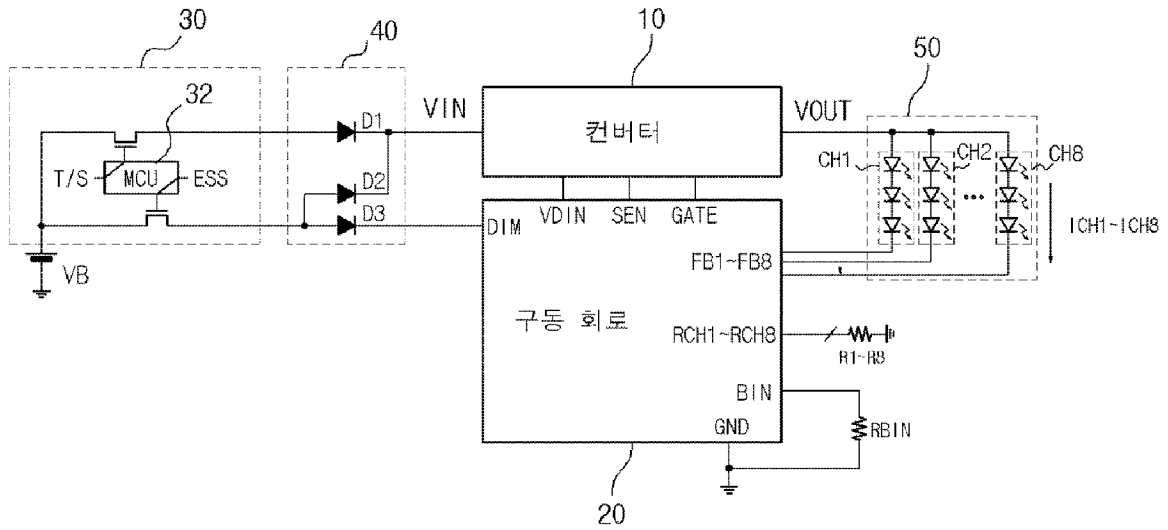 30
40
10
50
32
D1
VIN
컨버터
VOUT
CH1
CH2
CH8
T/S
MCU
ESS
D2
D3
DIM
VDIN
SEN
GATE
ICH1~ICH8
FB1~FB8
VB
구동 회로
RCH1~RCH8
R1~R8
BIN
RBIN
GND
20